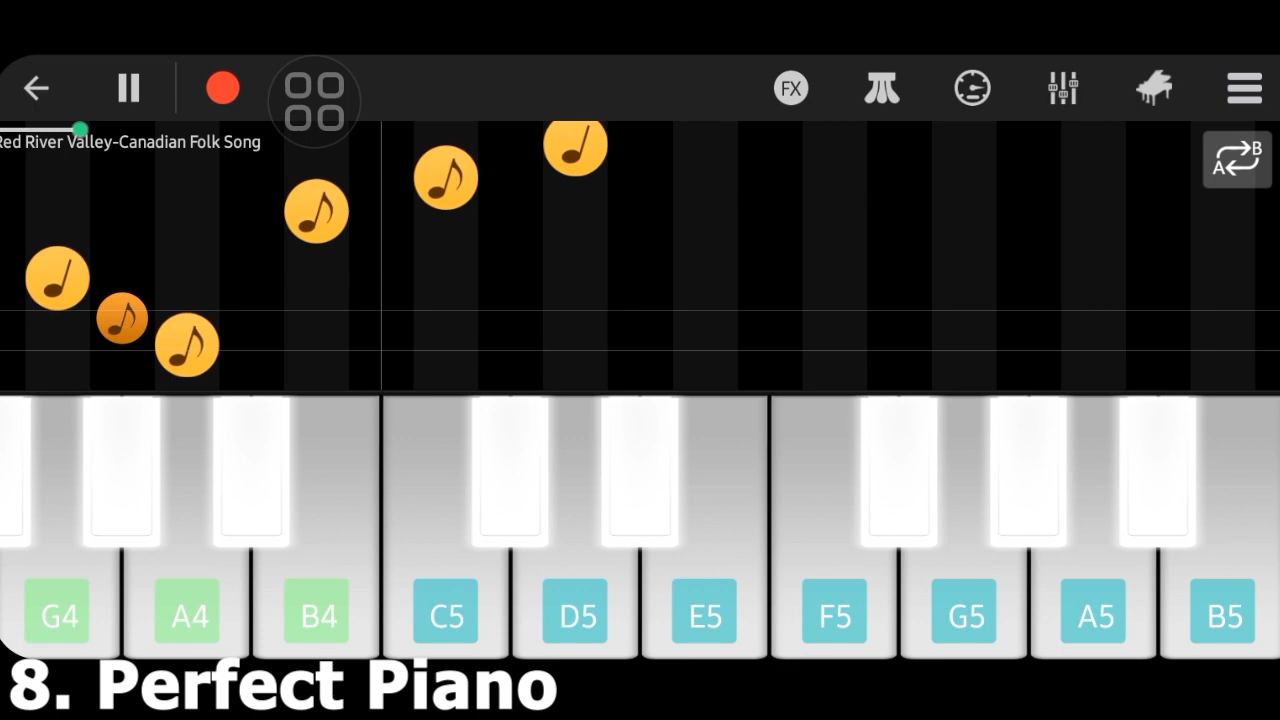 FX
Red River Valley-Canadian Folk Song
A B
G4 A4 B4 C5 D5 E5 F5 G5 A5 B5
8. Perfect Piano